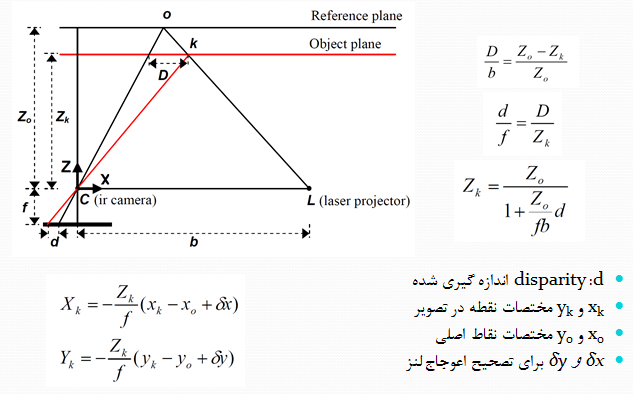 o
Reference plane
k
Object plane
D
Z₀ Zₖ
Z
X
C (ir camera)
L (laser projector)
f
d
b
D/b = (Zₒ − Zₖ)/Zₒ
d/f = D/Zₖ
Zₖ = Zₒ/(1 + (Zₒ/fb) d)
Xₖ = −(Zₖ/f)(xₖ − xₒ + δx)
Yₖ = −(Zₖ/f)(yₖ − yₒ + δy)
• disparity :d اندازه گیری شده
• xₖ و yₖ مختصات نقطه در تصویر
• xₒ و yₒ مختصات نقاط اصلی
• δx و δy برای تصحیح اعوجاج لنز